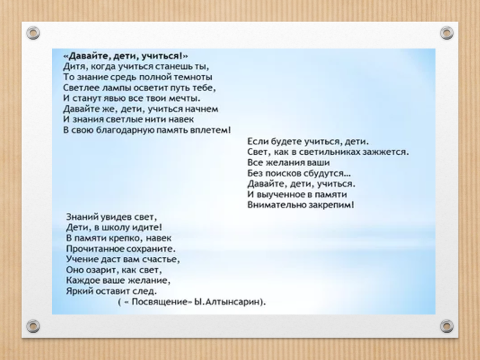 «Давайте, дети, учиться!»
Дитя, когда учиться станешь ты,
То знание средь полной темноты
Светлее лампы осветит путь тебе,
И станут явью все твои мечты.
Давайте же, дети, учиться начнем
И знания светлые нити навек
В свою благодарную память вплетем!
Если будете учиться, дети.
Свет, как в светильниках зажжется.
Все желания ваши
Без поисков сбудутся…
Давайте, дети, учиться.
И выученное в памяти
Внимательно закрепим!
Знаний увидев свет,
Дети, в школу идите!
В памяти крепко, навек
Прочитанное сохраните.
Учение даст вам счастье,
Оно озарит, как свет,
Каждое ваше желание,
Яркий оставит след.
( « Посвящение» Ы.Алтынсарин).